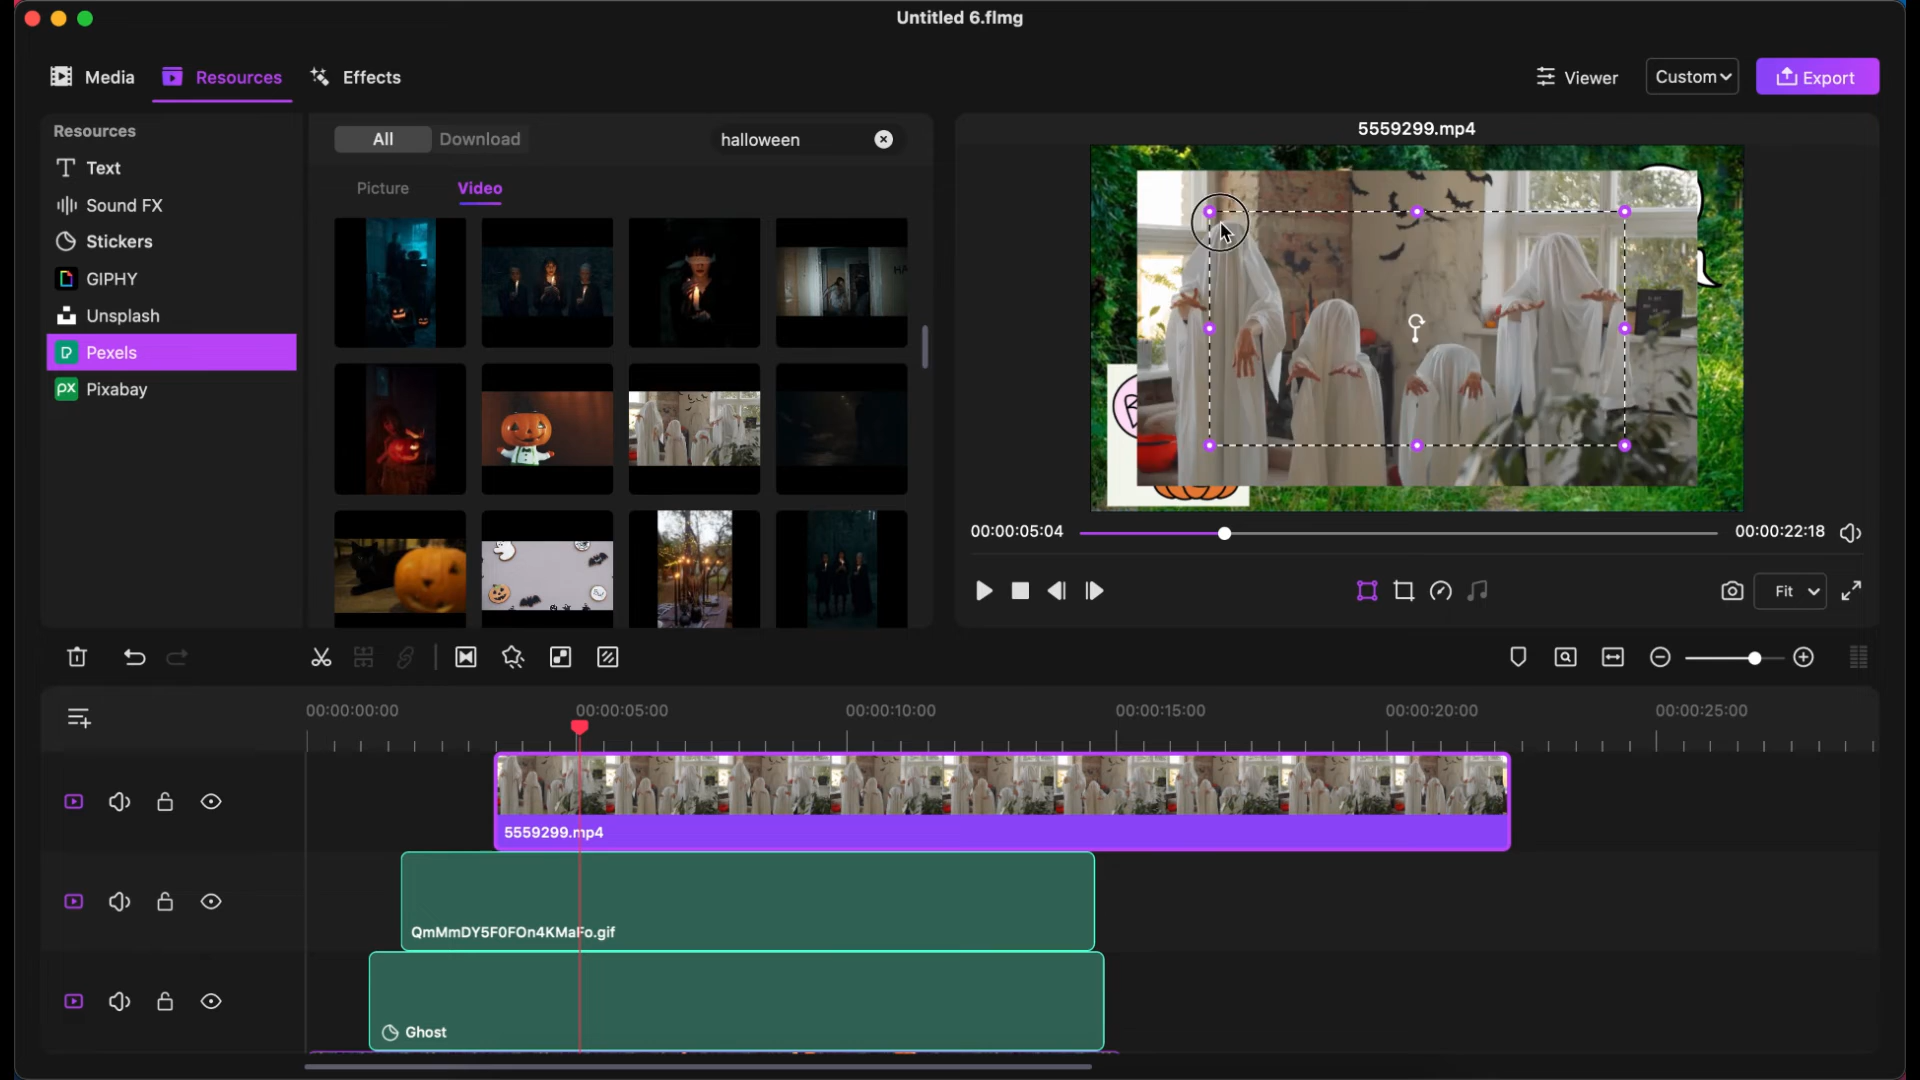 Untitled 6.flmg
Media
Resources
Effects
Viewer
Custom
Export
Resources
Text
Sound FX
Stickers
GIPHY
Unsplash
Pexels
Pixabay
All
Download
halloween
Picture
Video
5559299.mp4
00:00:05:04
00:00:22:18
Fit
00:00:00:00
00:00:05:00
00:00:10:00
00:00:15:00
00:00:20:00
00:00:25:00
5559299.mp4
QmMmDY5F0FOn4KMaFo.gif
Ghost